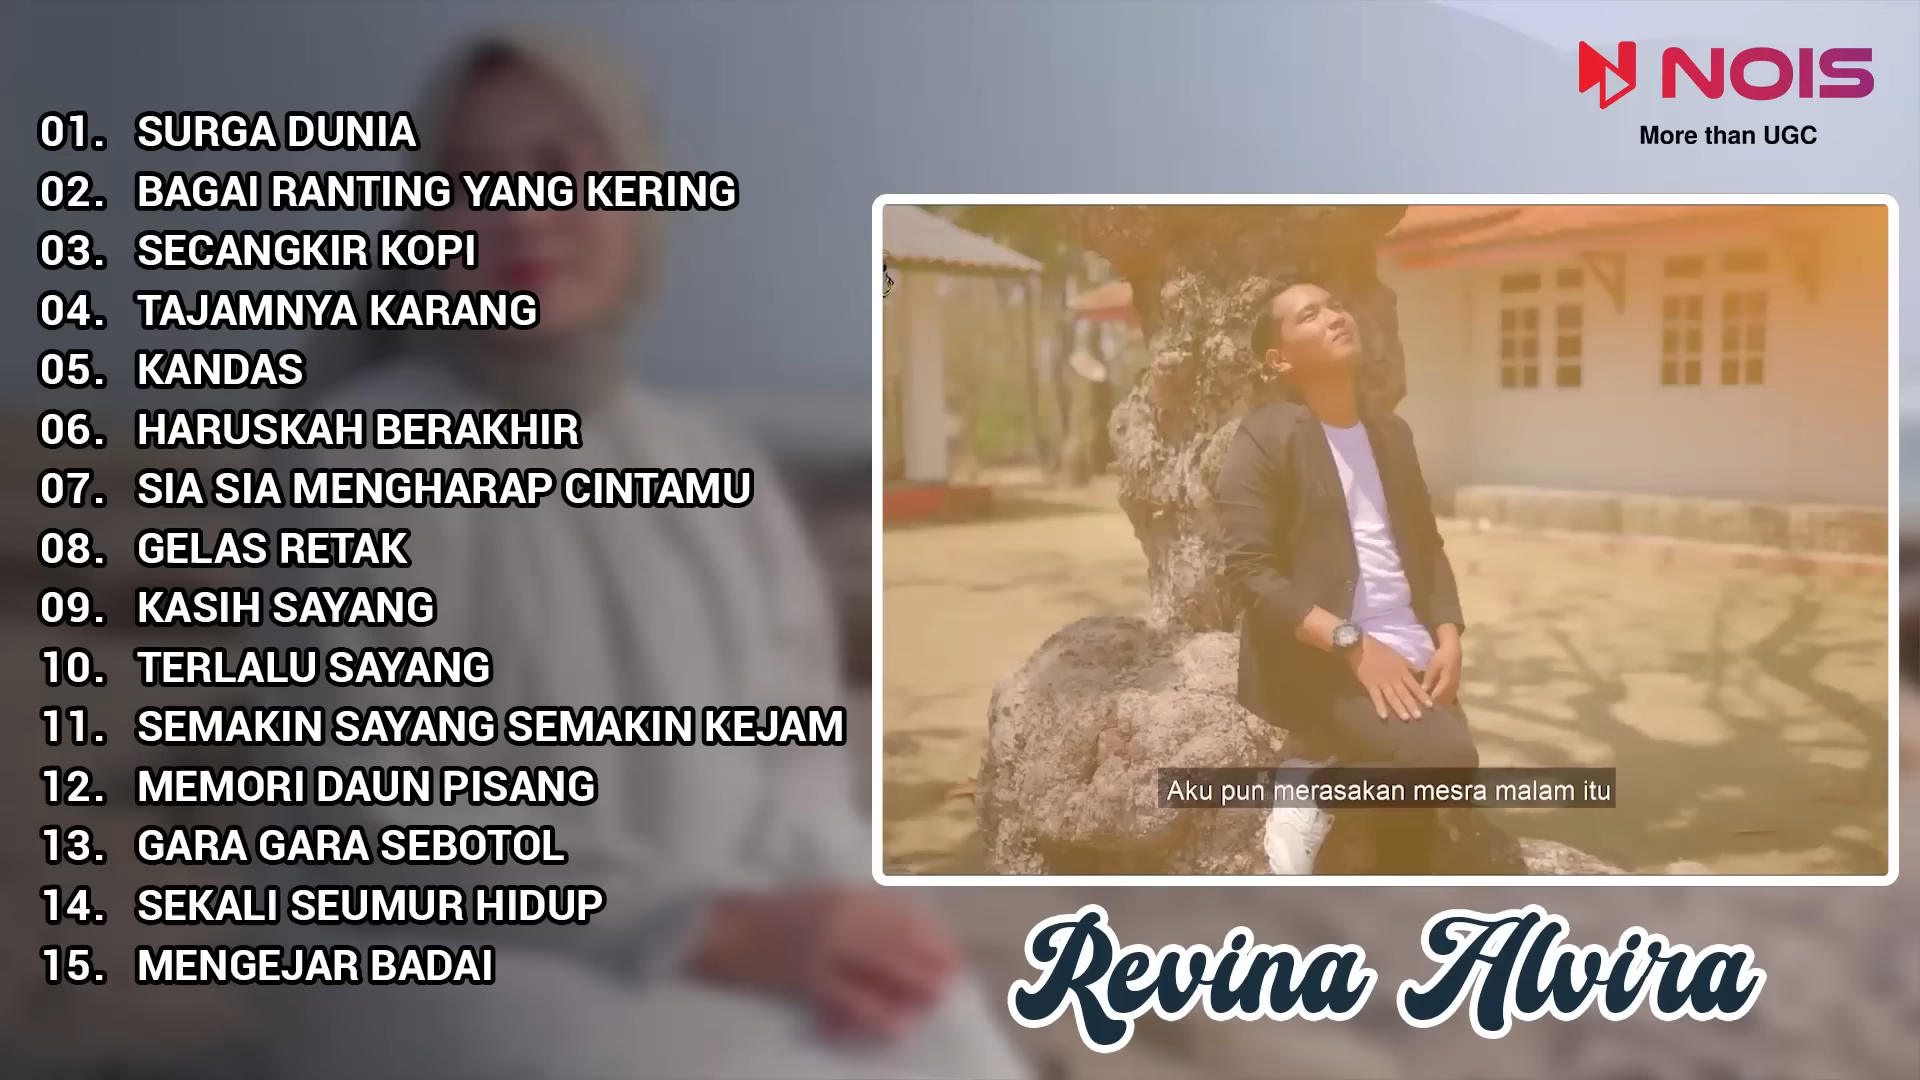 01. SURGA DUNIA
02. BAGAI RANTING YANG KERING
03. SECANGKIR KOPI
04. TAJAMNYA KARANG
05. KANDAS
06. HARUSKAH BERAKHIR
07. SIA SIA MENGHARAP CINTAMU
08. GELAS RETAK
09. KASIH SAYANG
10. TERLALU SAYANG
11. SEMAKIN SAYANG SEMAKIN KEJAM
12. MEMORI DAUN PISANG
13. GARA GARA SEBOTOL
14. SEKALI SEUMUR HIDUP
15. MENGEJAR BADAI
NOIS
More than UGC
Aku pun merasakan mesra malam itu
Revina Alvira